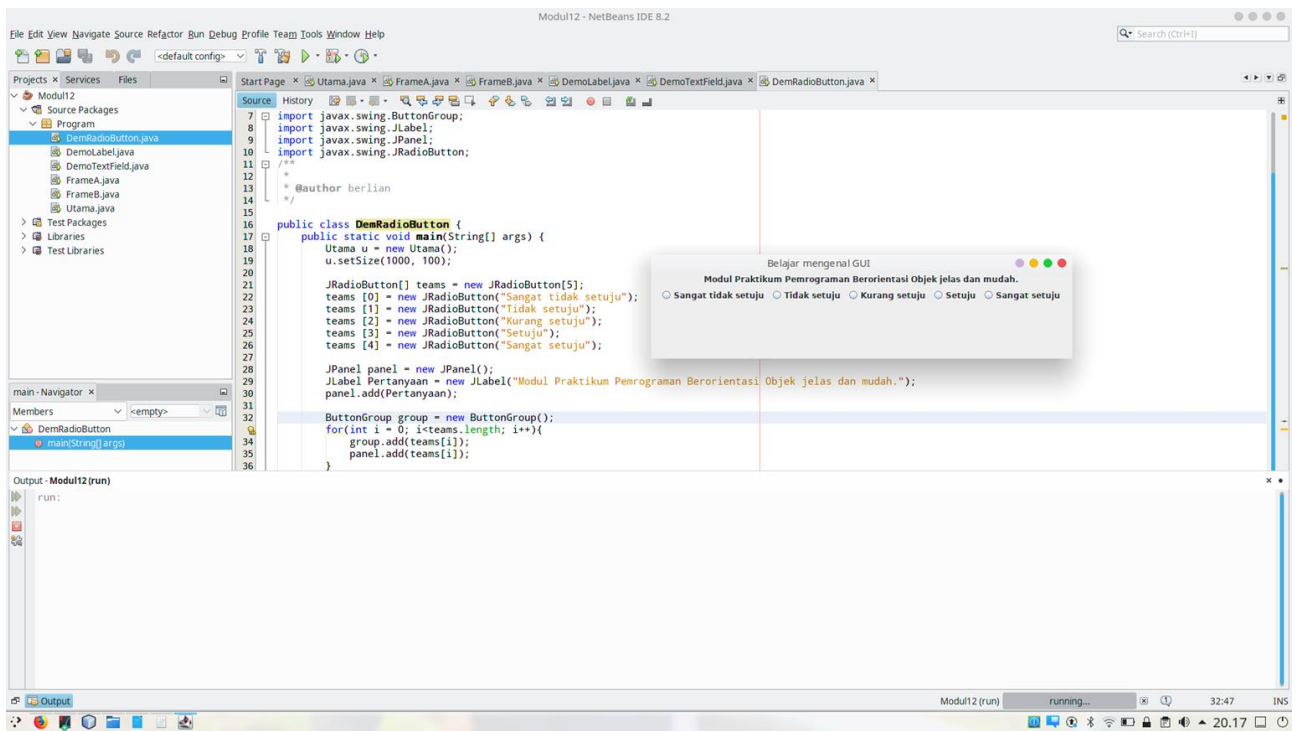 Modul12 - NetBeans IDE 8.2
File Edit View Navigate Source Refactor Run Debug Profile Team Tools Window Help
Search (Ctrl+I)
<default config>
Projects × Services Files
Start Page × Utama.java × FrameA.java × FrameB.java × DemoLabel.java × DemoTextField.java × DemRadioButton.java ×
Modul12
Source Packages
Program
DemRadioButton.java
DemoLabel.java
DemoTextField.java
FrameA.java
FrameB.java
Utama.java
Test Packages
Libraries
Test Libraries
Source History
7 import javax.swing.ButtonGroup;
8 import javax.swing.JLabel;
9 import javax.swing.JPanel;
10 import javax.swing.JRadioButton;
11 /**
12 *
13 * @author berlian
14 */
15
16 public class DemRadioButton {
17 public static void main(String[] args) {
18 Utama u = new Utama();
19 u.setSize(1000, 100);
20
21 JRadioButton[] teams = new JRadioButton[5];
22 teams [0] = new JRadioButton("Sangat tidak setuju");
23 teams [1] = new JRadioButton("Tidak setuju");
24 teams [2] = new JRadioButton("Kurang setuju");
25 teams [3] = new JRadioButton("Setuju");
26 teams [4] = new JRadioButton("Sangat setuju");
27
28 JPanel panel = new JPanel();
29 JLabel Pertanyaan = new JLabel("Modul Praktikum Pemrograman Berorientasi Objek jelas dan mudah.");
30 panel.add(Pertanyaan);
31
32 ButtonGroup group = new ButtonGroup();
for(int i = 0; i<teams.length; i++){
34 group.add(teams[i]);
35 panel.add(teams[i]);
36 }
Belajar mengenal GUI
Modul Praktikum Pemrograman Berorientasi Objek jelas dan mudah.
Sangat tidak setuju Tidak setuju Kurang setuju Setuju Sangat setuju
main - Navigator ×
Members <empty>
DemRadioButton
main(String[] args)
Output - Modul12 (run)
run:
Output
Modul12 (run) running... 32:47 INS
20.17